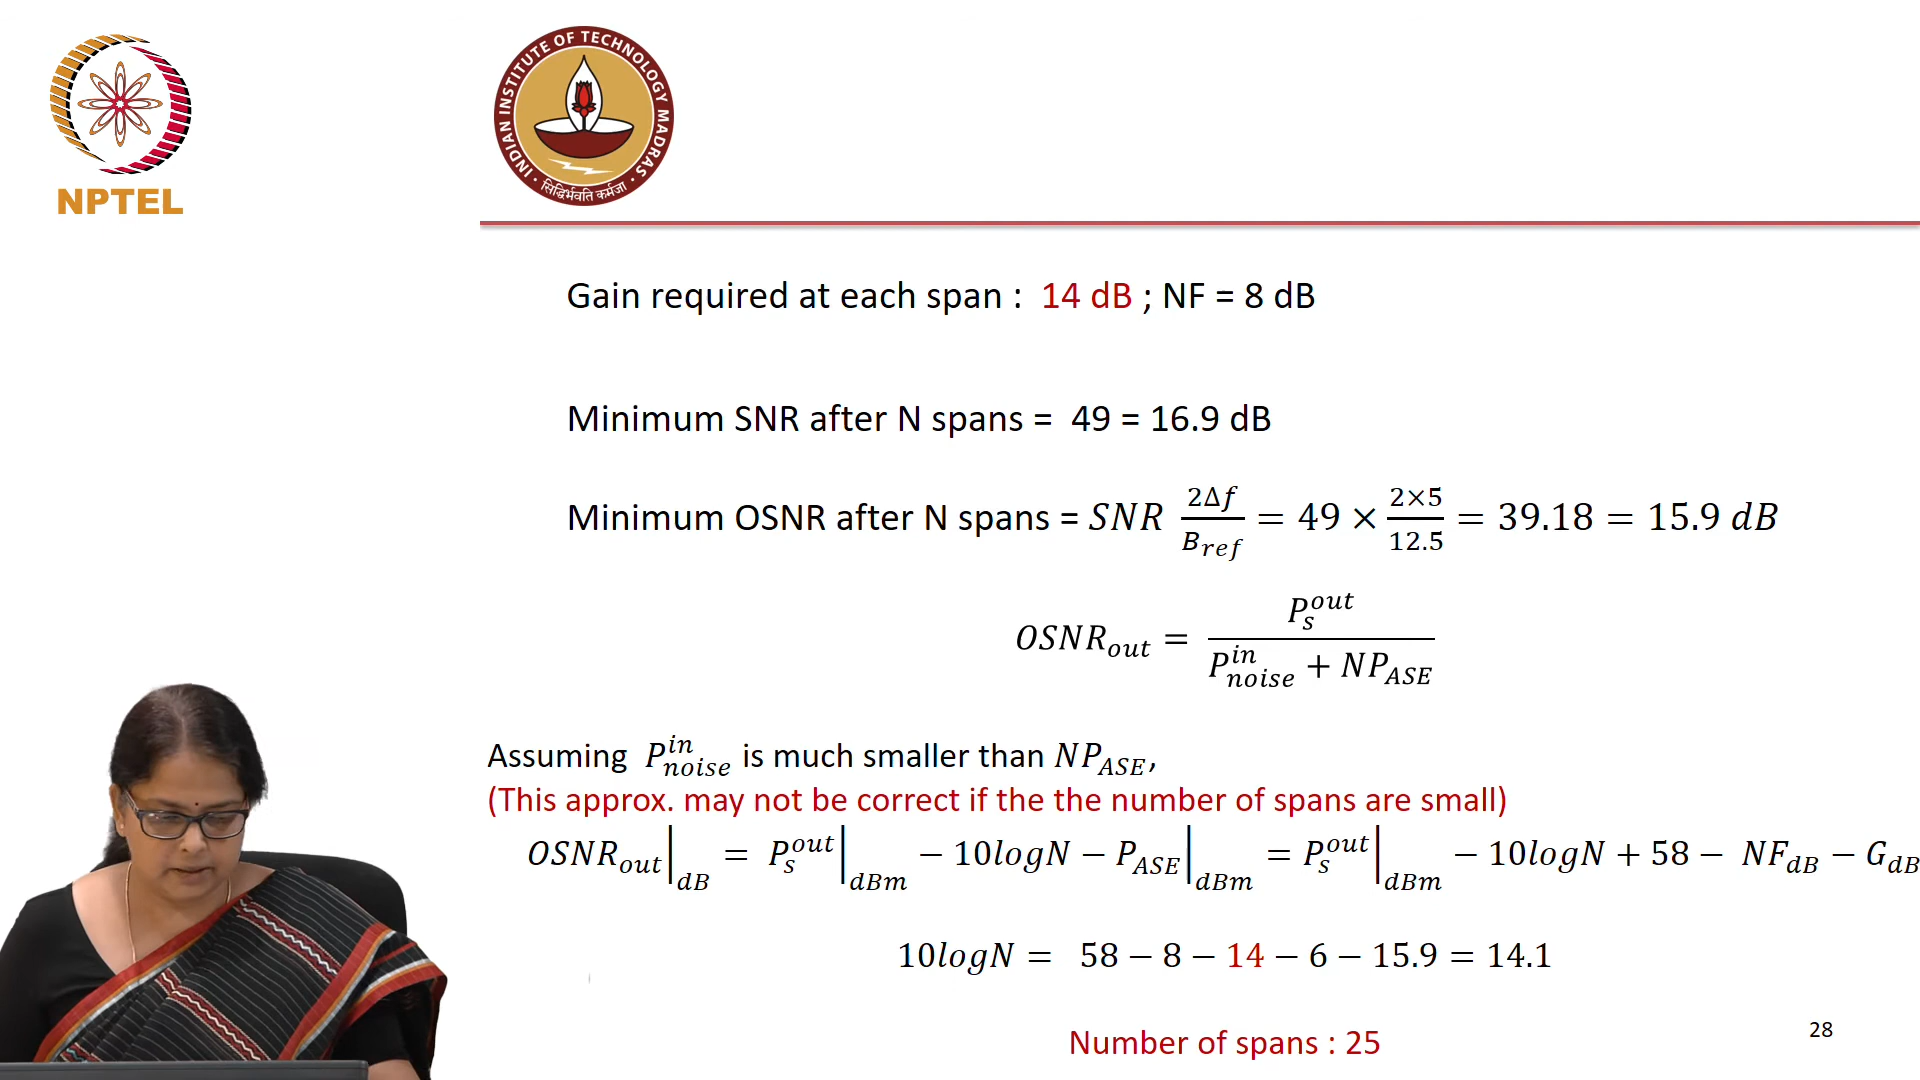 NPTEL
INDIAN INSTITUTE OF TECHNOLOGY MADRAS
सिद्धिर्भवति कर्मजा
Gain required at each span : 14 dB ; NF = 8 dB
Minimum SNR after N spans = 49 = 16.9 dB
Minimum OSNR after N spans = SNR 2Δf/B_ref = 49 × 2×5/12.5 = 39.18 = 15.9 dB
OSNR_out = P_s^out / (P_noise^in + NP_ASE)
Assuming P_noise^in is much smaller than NP_ASE,
(This approx. may not be correct if the the number of spans are small)
OSNR_out|_dB = P_s^out|_dBm − 10logN − P_ASE|_dBm = P_s^out|_dBm − 10logN + 58 − NF_dB − G_dB
10logN = 58 − 8 − 14 − 6 − 15.9 = 14.1
Number of spans : 25
28